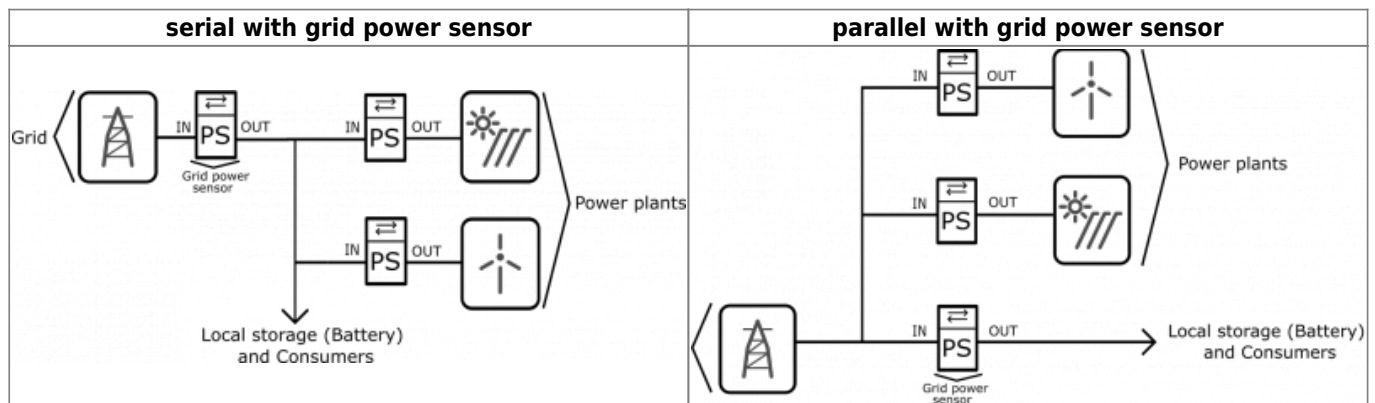 serial with grid power sensor
Grid
IN
PS
OUT
Grid power
sensor
IN
PS
OUT
IN
PS
OUT
Power plants
Local storage (Battery)
and Consumers
parallel with grid power sensor
IN
PS
OUT
Power plants
IN
PS
OUT
IN
PS
OUT
Local storage (Battery)
and Consumers
Grid power
sensor